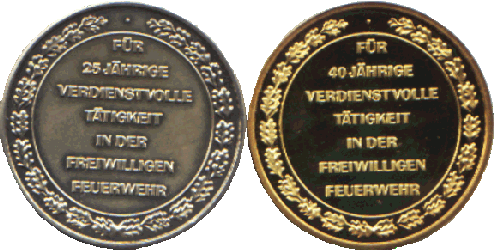 FÜR
25 JÄHRIGE
VERDIENSTVOLLE
TÄTIGKEIT
IN DER
FREIWILLIGEN
FEUERWEHR
FÜR
40 JÄHRIGE
VERDIENSTVOLLE
TÄTIGKEIT
IN DER
FREIWILLIGEN
FEUERWEHR